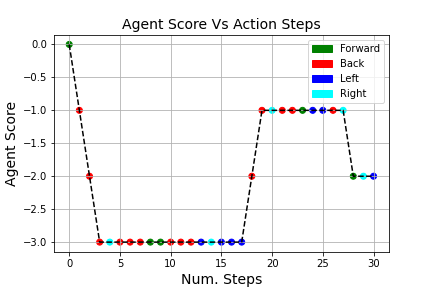 Agent Score Vs Action Steps
Agent Score
0.0
−0.5
−1.0
−1.5
−2.0
−2.5
−3.0
Forward
Back
Left
Right
0 5 10 15 20 25 30
Num. Steps